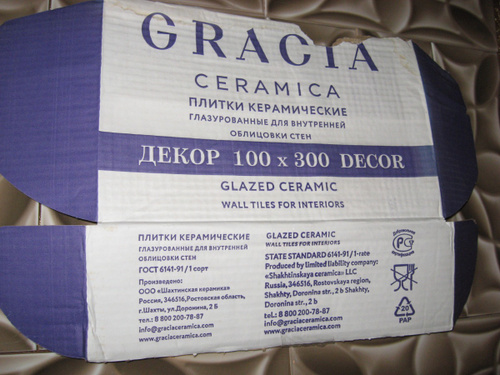 GRACIA
CERAMICA
ПЛИТКИ КЕРАМИЧЕСКИЕ
ГЛАЗУРОВАННЫЕ ДЛЯ ВНУТРЕННЕЙ
ОБЛИЦОВКИ СТЕН
ДЕКОР 100 x 300 DECOR
GLAZED CERAMIC
WALL TILES FOR INTERIORS
ПЛИТКИ КЕРАМИЧЕСКИЕ
ГЛАЗУРОВАННЫЕ ДЛЯ ВНУТРЕННЕЙ
ОБЛИЦОВКИ СТЕН
ГОСТ 6141-91 / 1 сорт
Произведено:
ООО «Шахтинская керамика»
Россия, 346516, Ростовская область,
г.Шахты, ул.Доронина, 2 Б
тел.: 8 800 200-78-87
info@graciaceramica.com
www.graciaceramica.com
GLAZED CERAMIC
WALL TILES FOR INTERIORS
STATE STANDARD 6141-91 / 1-rate
Produced by limited liability company:
«Shakhtinskaya ceramica» LLC
Russia, 346516, Rostovskaya region,
Shakhty, Doronina str., 2 b Shakhty,
Doronina str., 2 b
tel.: 8 800 200-78-87
info@graciaceramica.com
www.graciaceramica.com
20
PAP